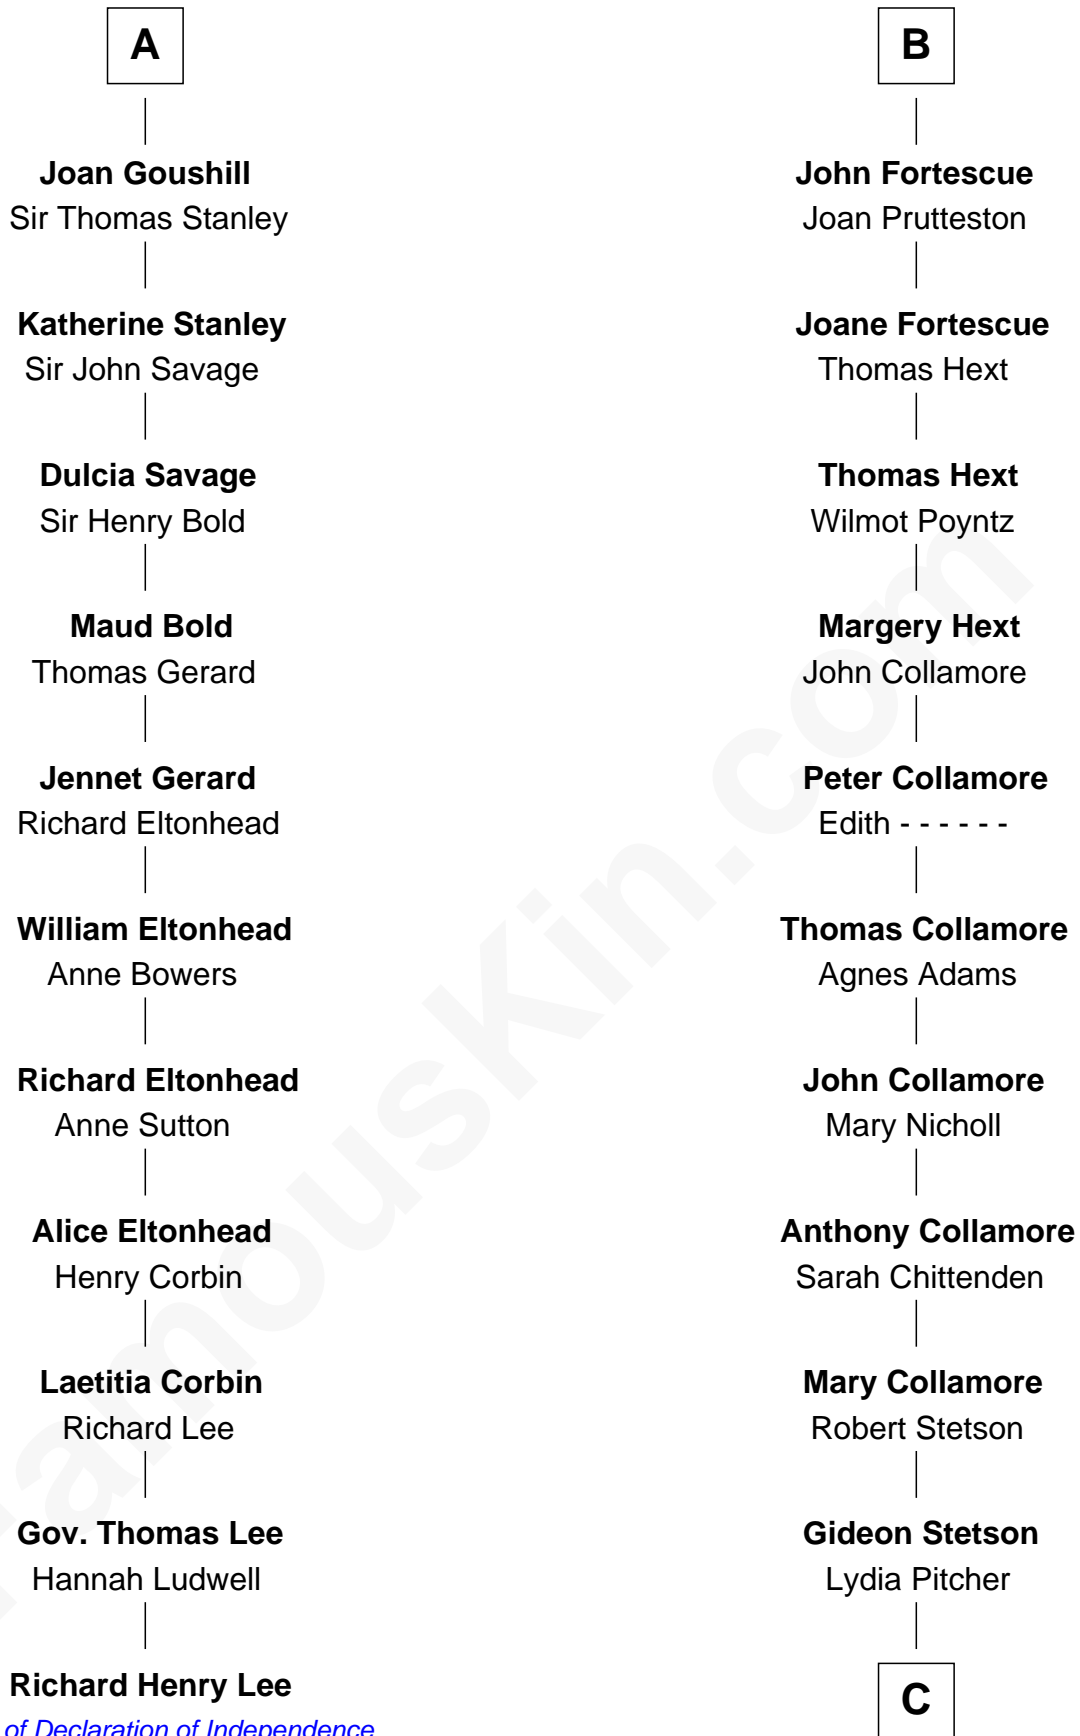 A
Joan Goushill
Sir Thomas Stanley
Katherine Stanley
Sir John Savage
Dulcia Savage
Sir Henry Bold
Maud Bold
Thomas Gerard
Jennet Gerard
Richard Eltonhead
William Eltonhead
Anne Bowers
Richard Eltonhead
Anne Sutton
Alice Eltonhead
Henry Corbin
Laetitia Corbin
Richard Lee
Gov. Thomas Lee
Hannah Ludwell
Richard Henry Lee
of Declaration of Independence
B
John Fortescue
Joan Prutteston
Joane Fortescue
Thomas Hext
Thomas Hext
Wilmot Poyntz
Margery Hext
John Collamore
Peter Collamore
Edith - - - - - -
Thomas Collamore
Agnes Adams
John Collamore
Mary Nicholl
Anthony Collamore
Sarah Chittenden
Mary Collamore
Robert Stetson
Gideon Stetson
Lydia Pitcher
C
FamousKin.com